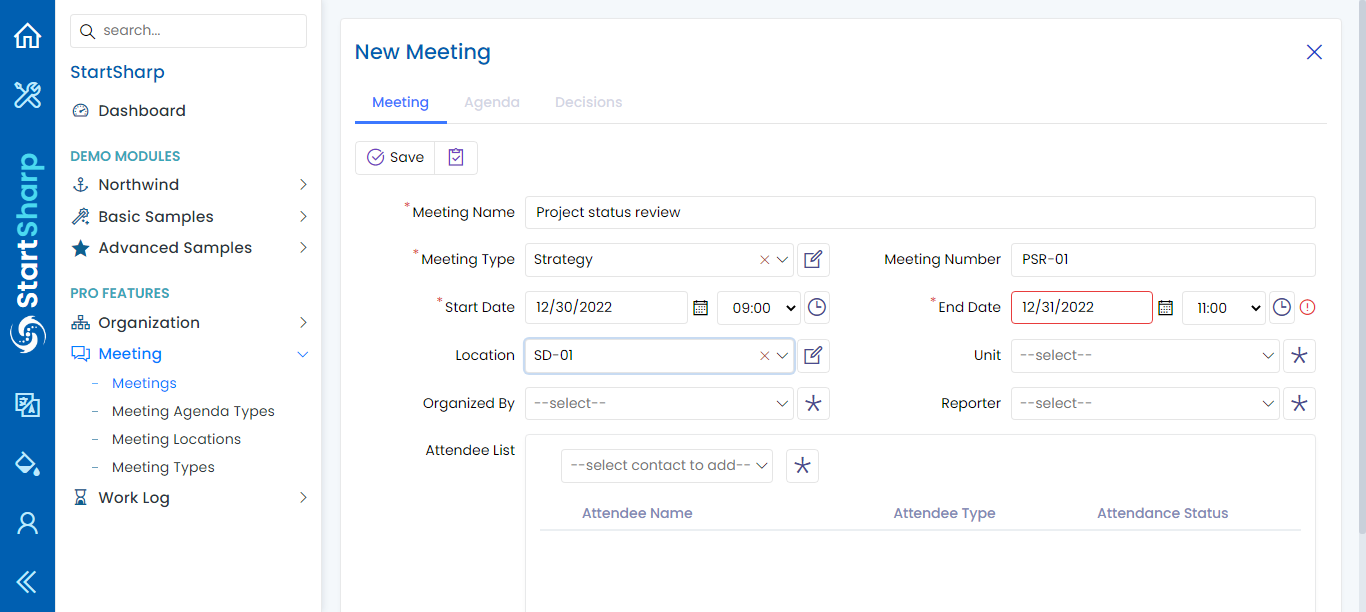 search...
StartSharp
Dashboard
DEMO MODULES
Northwind
Basic Samples
Advanced Samples
PRO FEATURES
Organization
Meeting
Meetings
Meeting Agenda Types
Meeting Locations
Meeting Types
Work Log
StartSharp
New Meeting
Meeting Agenda Decisions
Save
*Meeting Name Project status review
*Meeting Type Strategy Meeting Number PSR-01
*Start Date 12/30/2022 09:00 *End Date 12/31/2022 11:00
Location SD-01 Unit --select--
Organized By --select-- Reporter --select--
Attendee List --select contact to add--
Attendee Name Attendee Type Attendance Status